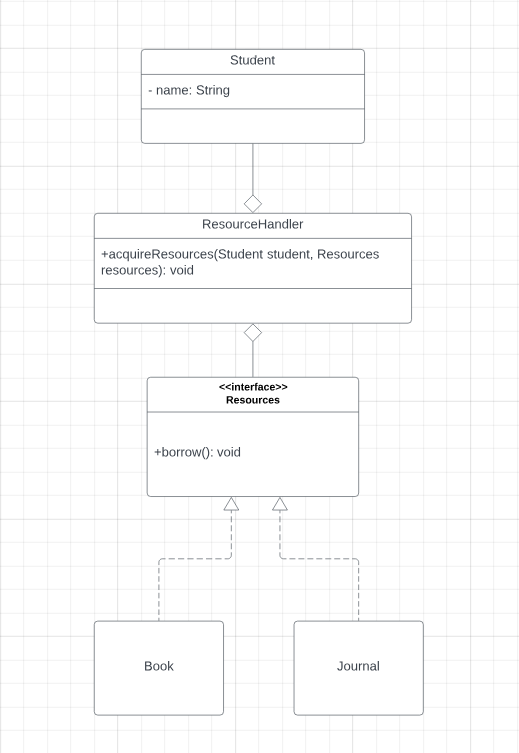 Student
- name: String
ResourceHandler
+acquireResources(Student student, Resources
resources): void
<<interface>>
Resources
+borrow(): void
Book
Journal